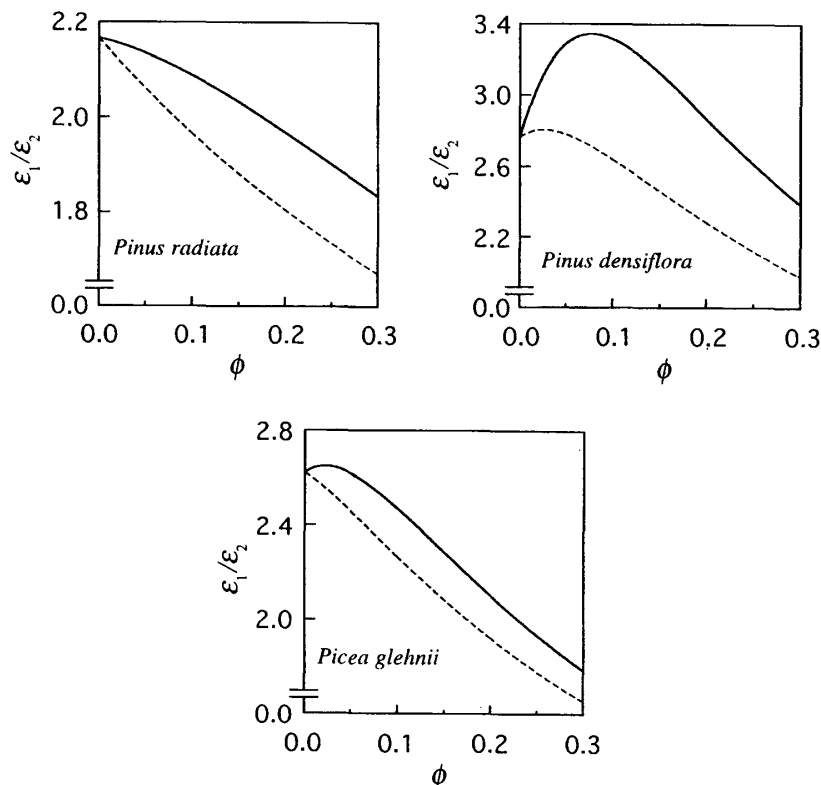 2.2
2.0
1.8
0.0
ε₁/ε₂
Pinus radiata
0.0 0.1 0.2 0.3
ϕ
3.4
3.0
2.6
2.2
0.0
ε₁/ε₂
Pinus densiflora
0.0 0.1 0.2 0.3
ϕ
2.8
2.4
2.0
0.0
ε₁/ε₂
Picea glehnii
0.0 0.1 0.2 0.3
ϕ